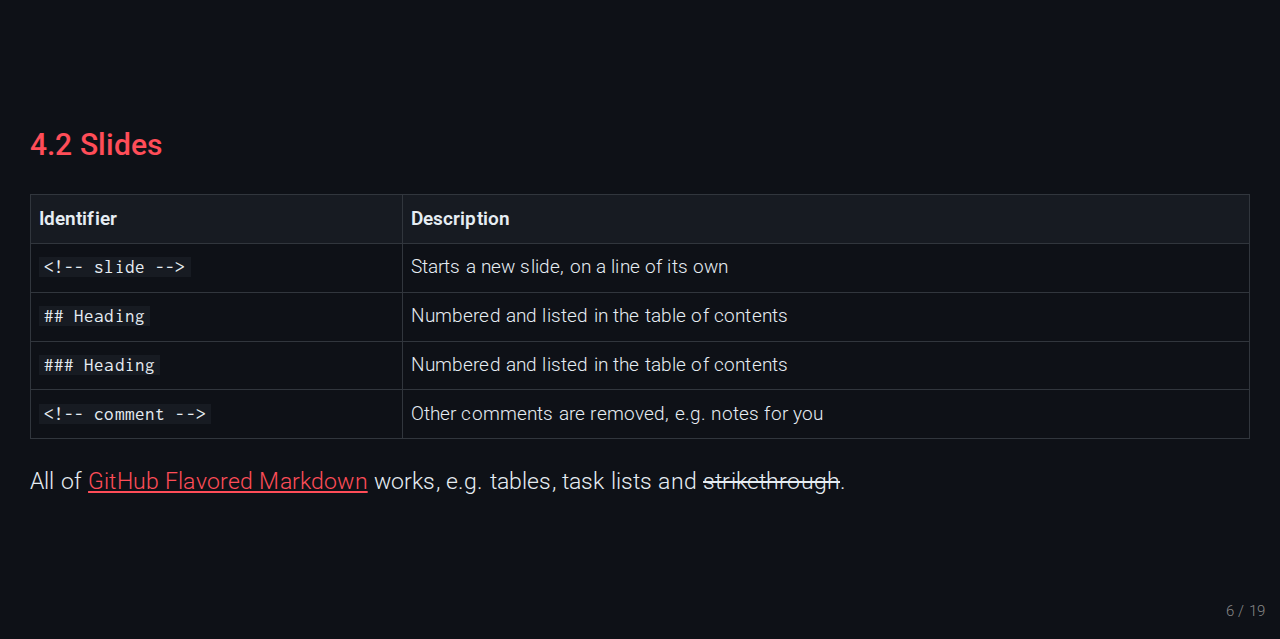 4.2 Slides
Identifier Description
<!-- slide --> Starts a new slide, on a line of its own
## Heading Numbered and listed in the table of contents
### Heading Numbered and listed in the table of contents
<!-- comment --> Other comments are removed, e.g. notes for you
All of GitHub Flavored Markdown works, e.g. tables, task lists and strikethrough.
6 / 19